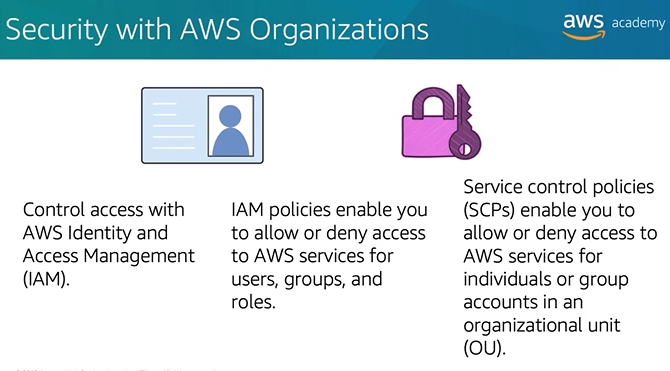 Security with AWS Organizations
aws academy
Control access with
AWS Identity and
Access Management
(IAM).
IAM policies enable you
to allow or deny access
to AWS services for
users, groups, and
roles.
Service control policies
(SCPs) enable you to
allow or deny access to
AWS services for
individuals or group
accounts in an
organizational unit
(OU).